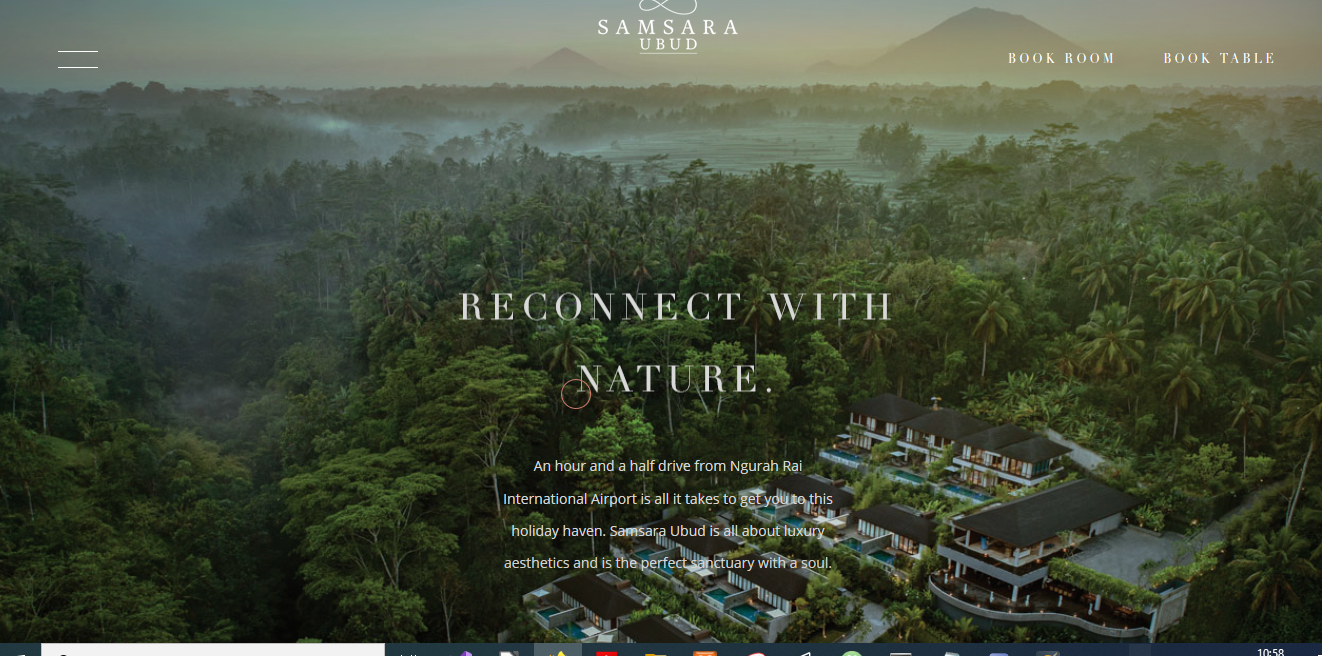 SAMSARA
UBUD
BOOK ROOM
BOOK TABLE
RECONNECT WITH
NATURE.
An hour and a half drive from Ngurah Rai
International Airport is all it takes to get you to this
holiday haven. Samsara Ubud is all about luxury
aesthetics and is the perfect sanctuary with a soul.
10:58